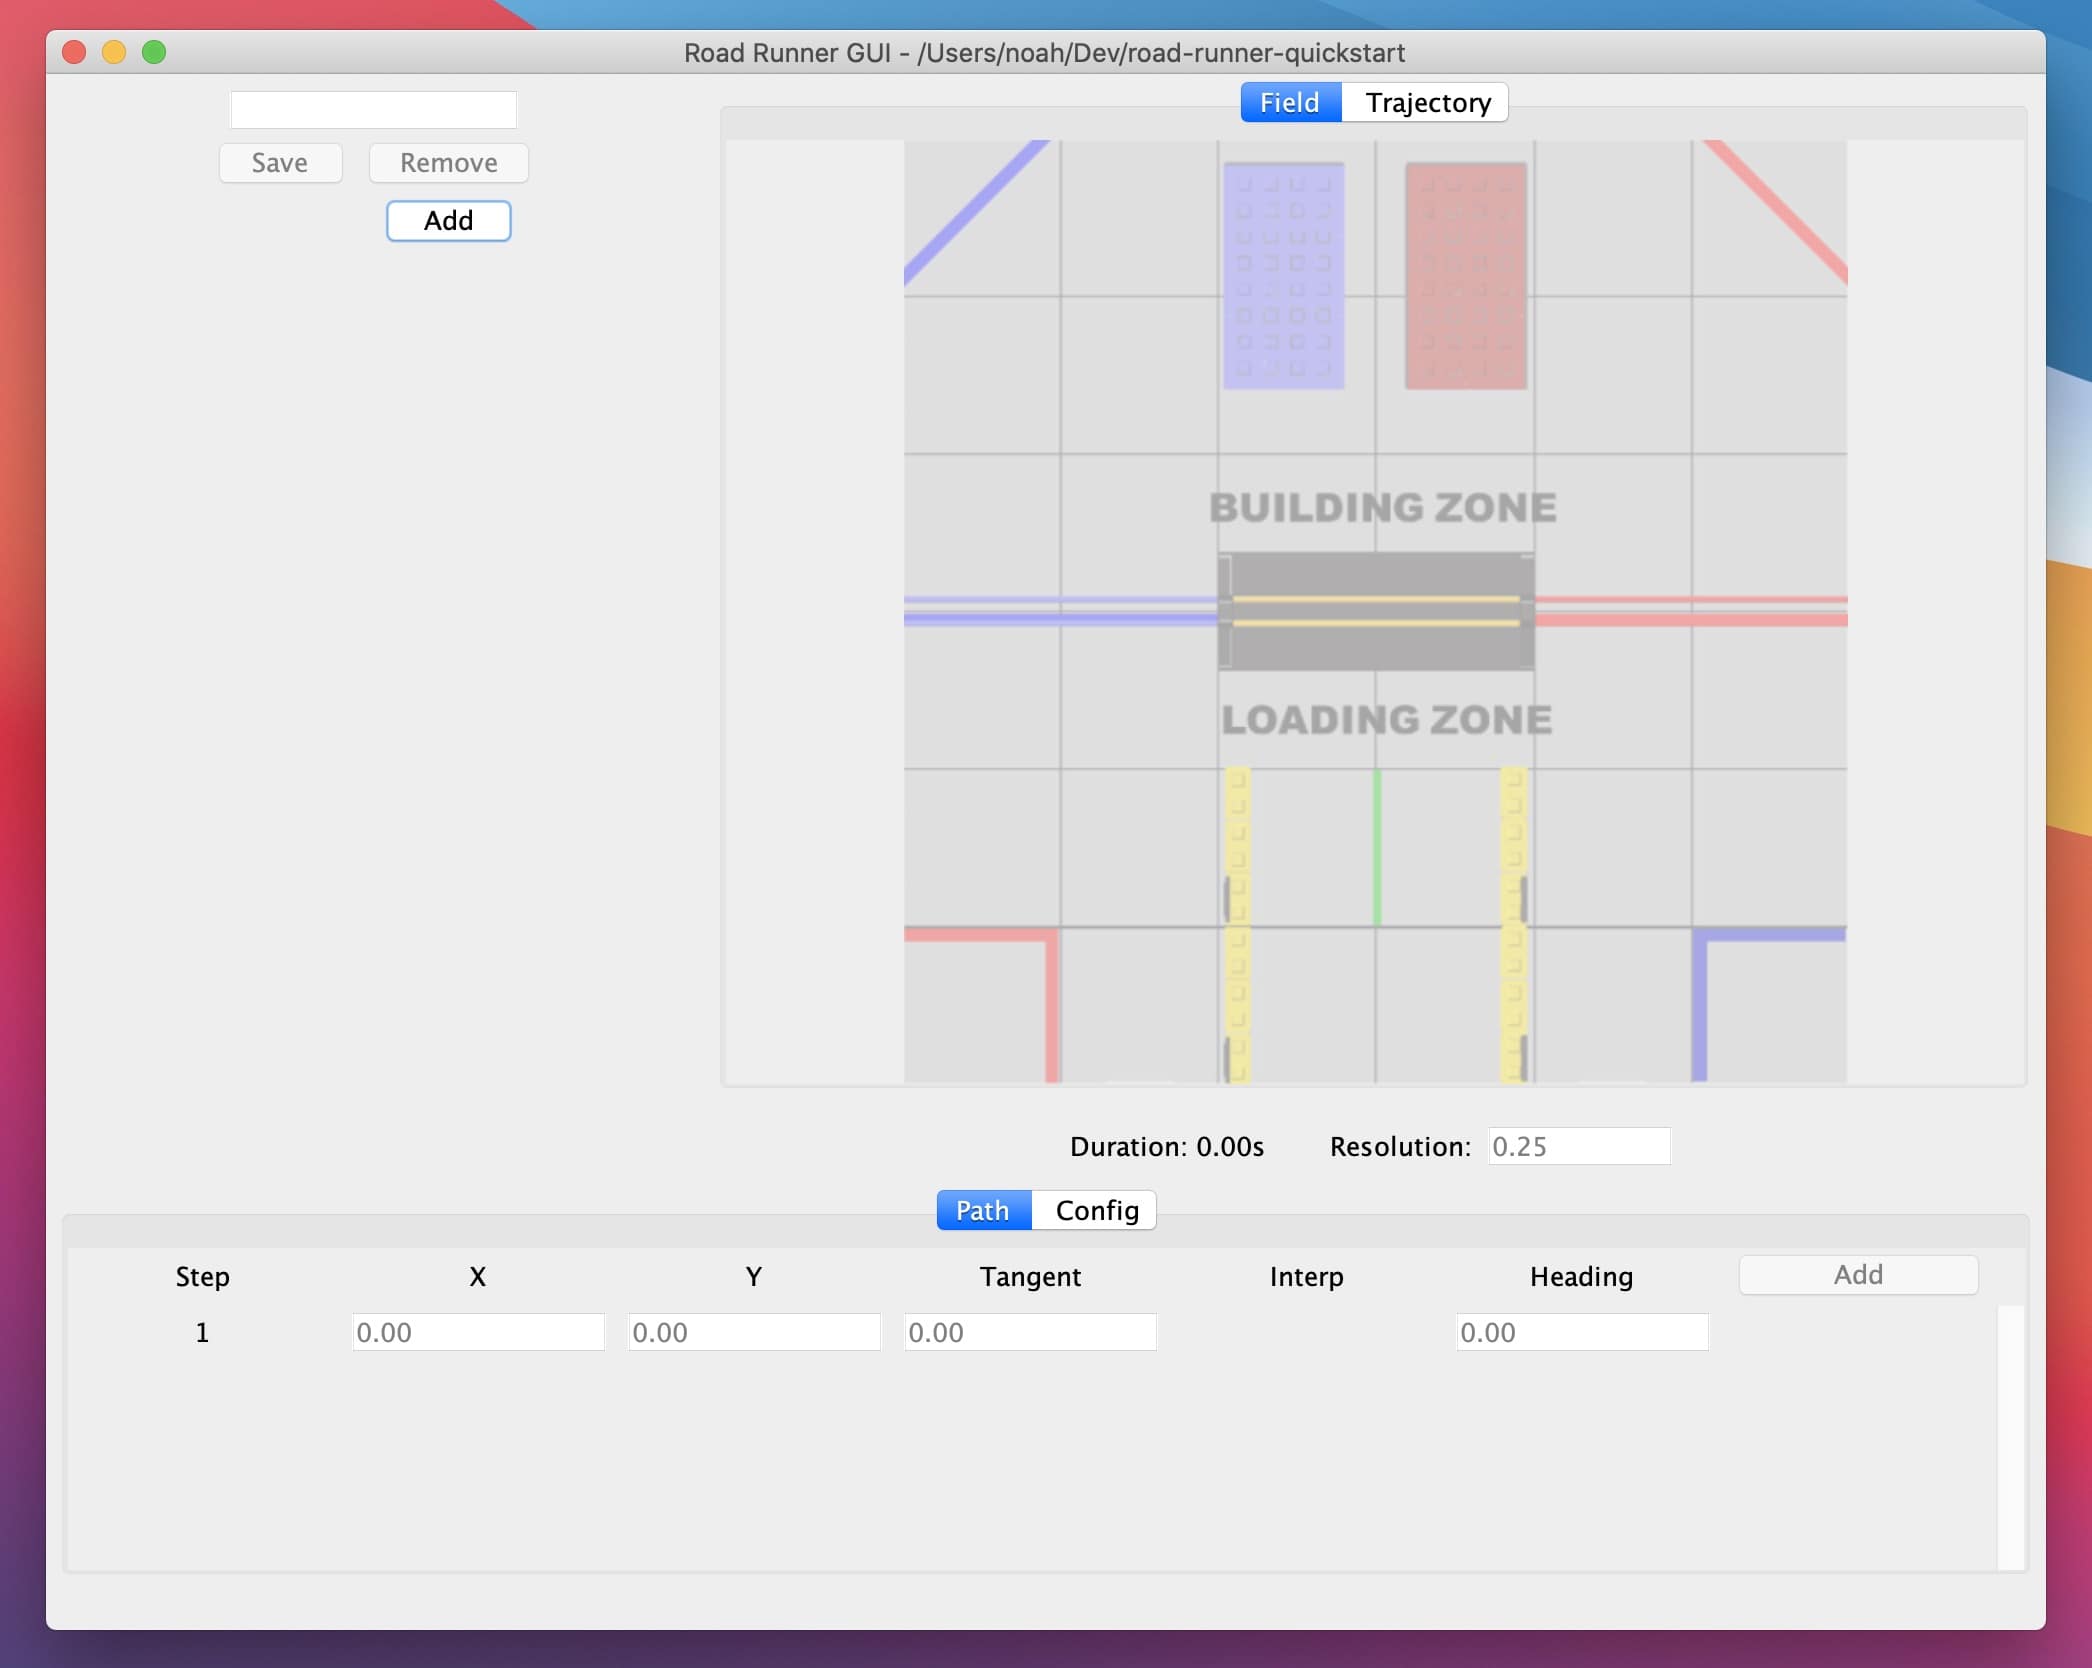 Road Runner GUI - /Users/noah/Dev/road-runner-quickstart
Save Remove
Add
Field Trajectory
BUILDING ZONE
LOADING ZONE
Duration: 0.00s Resolution: 0.25
Path Config
Step X Y Tangent Interp Heading Add
1 0.00 0.00 0.00 0.00